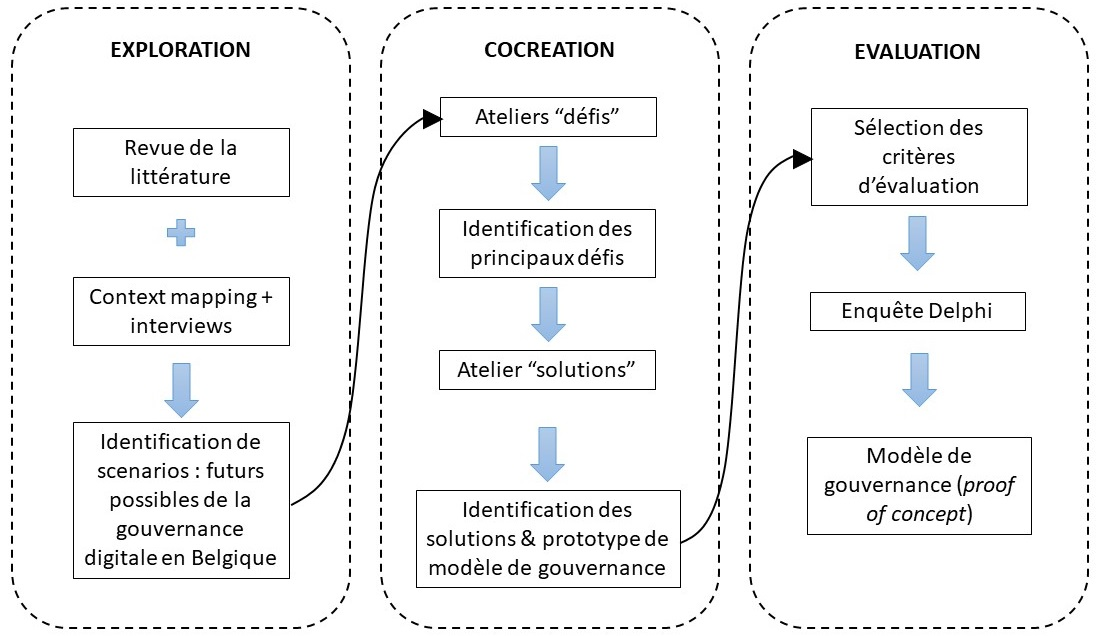 EXPLORATION
Revue de la
littérature
Context mapping +
interviews
Identification de
scenarios : futurs
possibles de la
gouvernance
digitale en Belgique
COCREATION
Ateliers “défis”
Identification des
principaux défis
Atelier “solutions”
Identification des
solutions & prototype de
modèle de gouvernance
EVALUATION
Sélection des
critères
d’évaluation
Enquête Delphi
Modèle de
gouvernance (proof
of concept)